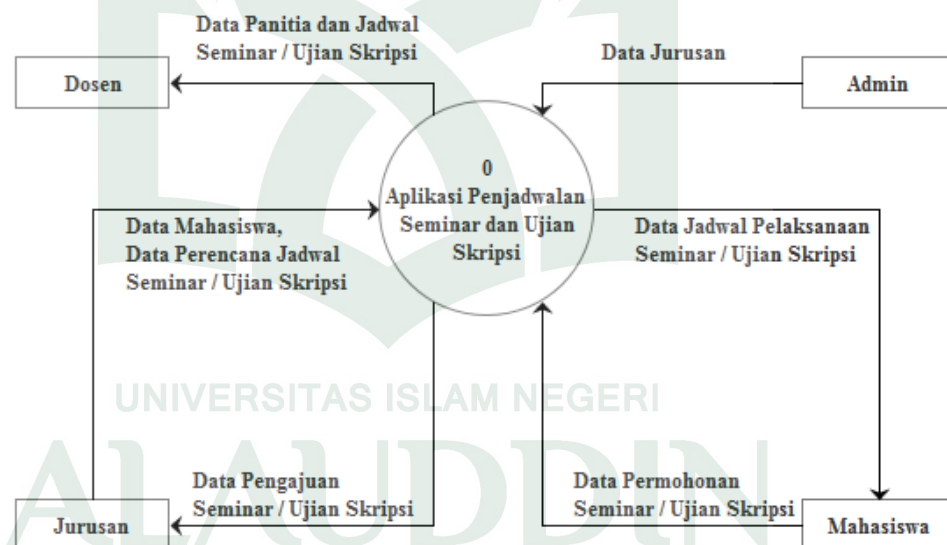 Data Panitia dan Jadwal
Seminar / Ujian Skripsi
Data Jurusan
Dosen
Admin
0
Aplikasi Penjadwalan
Seminar dan Ujian
Skripsi
Data Mahasiswa,
Data Perencana Jadwal
Seminar / Ujian Skripsi
Data Jadwal Pelaksanaan
Seminar / Ujian Skripsi
UNIVERSITAS ISLAM NEGERI
ALAUDDIN
Data Pengajuan
Seminar / Ujian Skripsi
Data Permohonan
Seminar / Ujian Skripsi
Jurusan
Mahasiswa